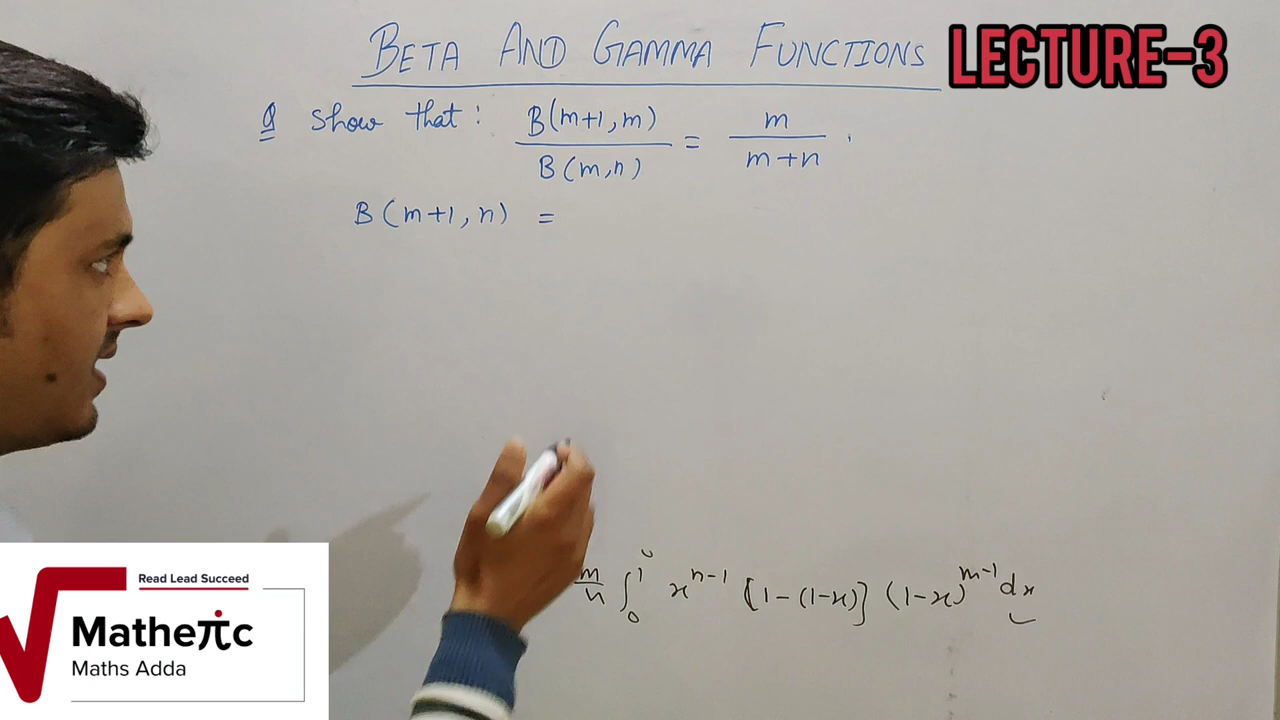 BETA AND GAMMA FUNCTIONS LECTURE-3
Q Show that: B(m+1, m) / B(m,n) = m / m+n .
B(m+1, n) =
m/n ∫₀¹ x^(n-1) [1-(1-x)] (1-x)^(m-1) dx
Read Lead Succeed
Matheπc
Maths Adda